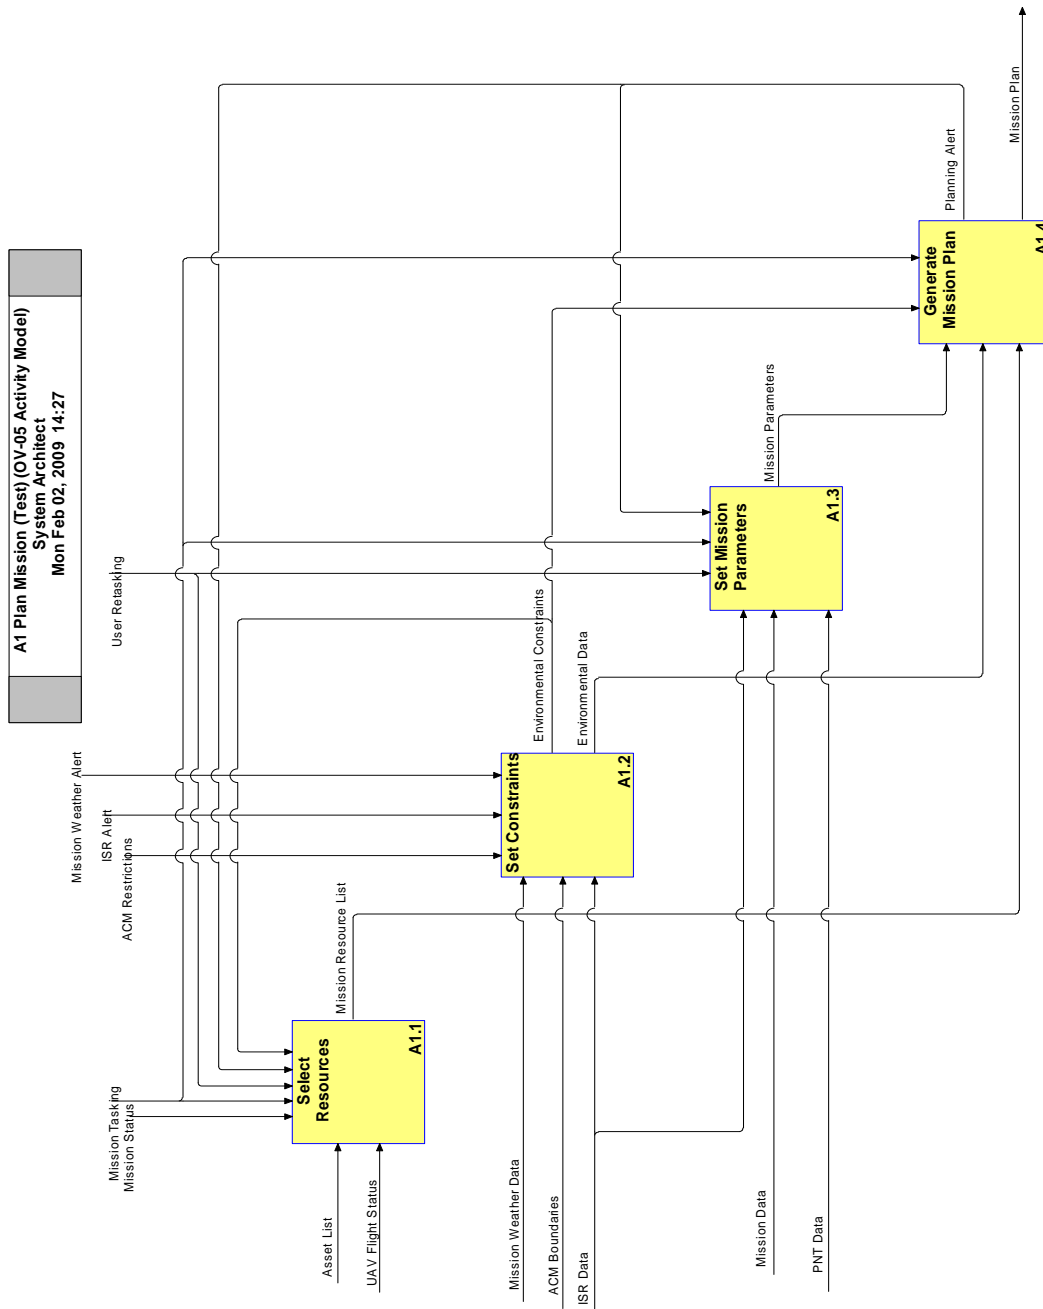 A1 Plan Mission (Test) (OV-05 Activity Model)
System Architect
Mon Feb 02, 2009 14:27
Mission Tasking
Mission Status
ACM Restrictions
ISR Alert
Mission Weather Alert
User Retasking
Asset List
UAV Flight Status
Select
Resources
A1.1
Mission Resource List
Mission Weather Data
ACM Boundaries
ISR Data
Set Constraints
A1.2
Environmental Constraints
Environmental Data
Mission Data
PNT Data
Set Mission
Parameters
A1.3
Mission Parameters
Generate
Mission Plan
A1.4
Planning Alert
Mission Plan